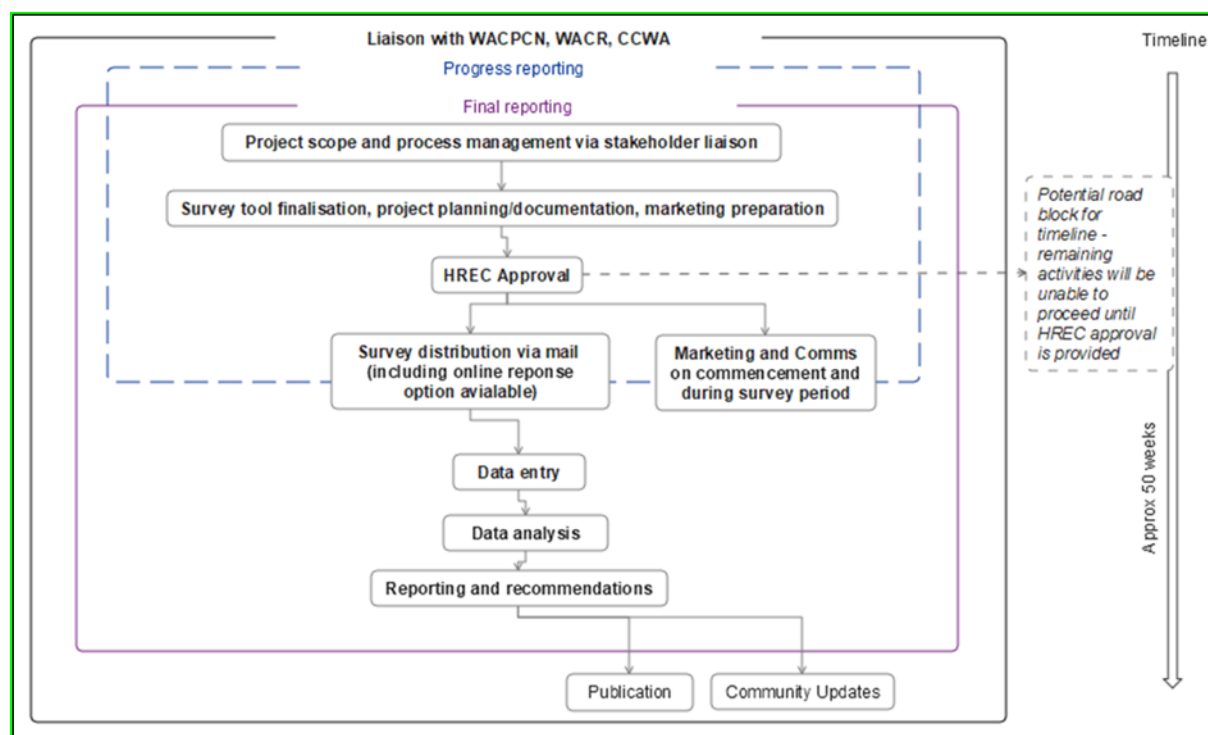 Liaison with WACPCN, WACR, CCWA
Timeline
Progress reporting
Final reporting
Project scope and process management via stakeholder liaison
Survey tool finalisation, project planning/documentation, marketing preparation
HREC Approval
Potential road
block for
timeline -
remaining
activities will be
unable to
proceed until
HREC approval
is provided
Survey distribution via mail
(including online reponse
option avialable)
Marketing and Comms
on commencement and
during survey period
Data entry
Data analysis
Reporting and recommendations
Publication
Community Updates
Approx 50 weeks